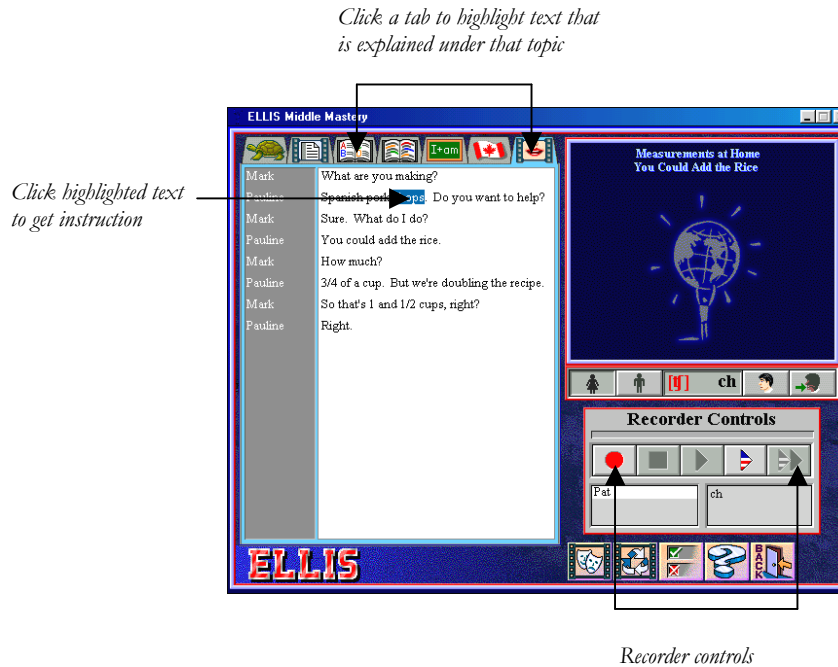 Click a tab to highlight text that
is explained under that topic
ELLIS Middle Mastery
I+am
Click highlighted text
to get instruction
Mark What are you making?
Pauline Spanish pork chops. Do you want to help?
Mark Sure. What do I do?
Pauline You could add the rice.
Mark How much?
Pauline 3/4 of a cup. But we're doubling the recipe.
Mark So that's 1 and 1/2 cups, right?
Pauline Right.
Measurements at Home
You Could Add the Rice
[tʃ] ch
Recorder Controls
Pat ch
ELLIS
BACK
Recorder controls